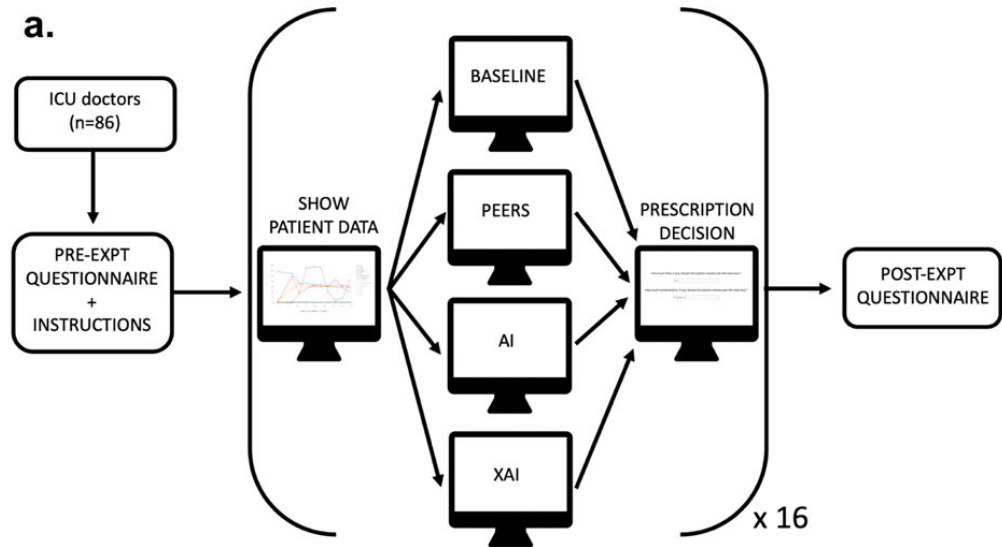 a.
ICU doctors
(n=86)
PRE-EXPT
QUESTIONNAIRE
+
INSTRUCTIONS
SHOW
PATIENT DATA
BASELINE
PEERS
AI
XAI
PRESCRIPTION
DECISION
x 16
POST-EXPT
QUESTIONNAIRE